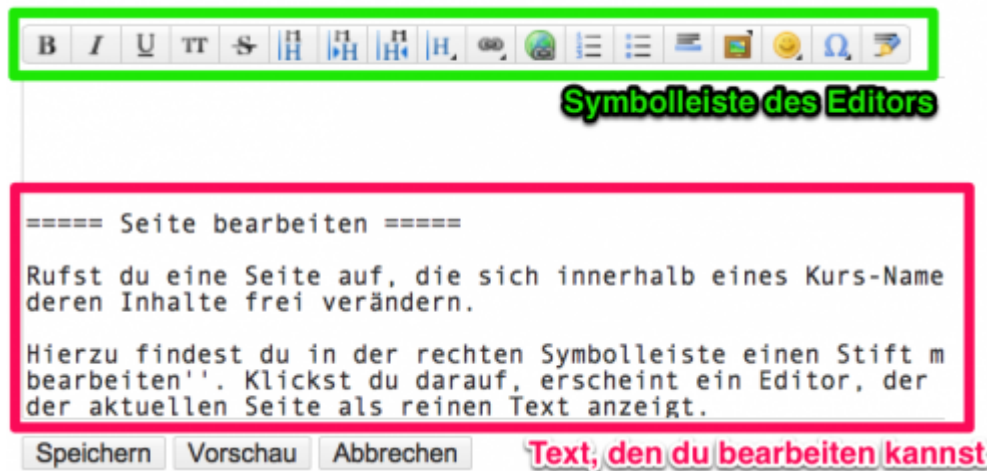 B I U TT S H H H H Ω
Symbolleiste des Editors
===== Seite bearbeiten =====
Rufst du eine Seite auf, die sich innerhalb eines Kurs-Name
deren Inhalte frei verändern.
Hierzu findest du in der rechten Symbolleiste einen Stift m
bearbeiten''. Klickst du darauf, erscheint ein Editor, der
der aktuellen Seite als reinen Text anzeigt.
Speichern Vorschau Abbrechen Text, den du bearbeiten kannst